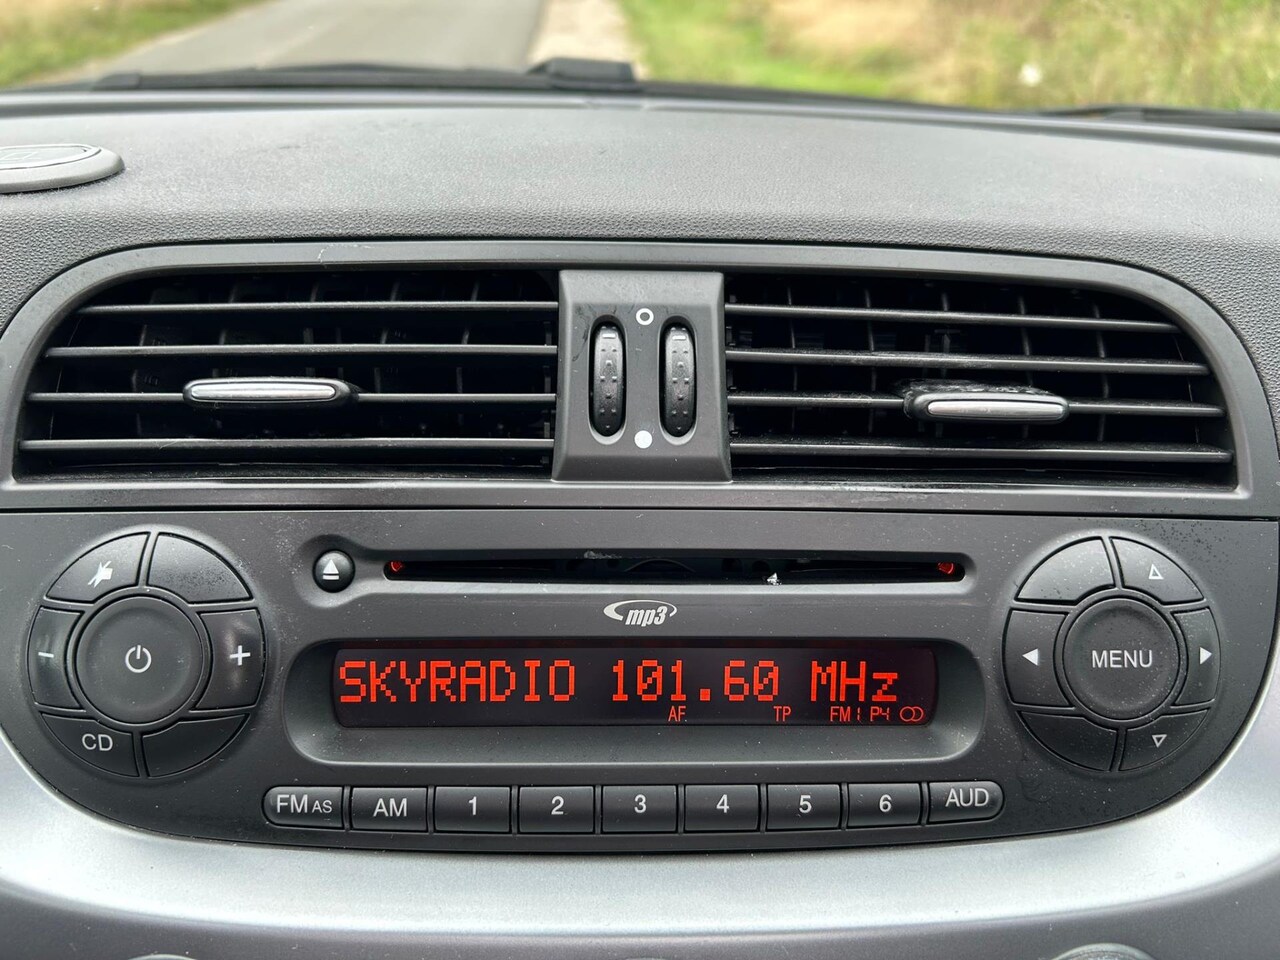 mp3
SKYRADIO 101.60 MHz
AF TP FM1 P4
CD
MENU
FM AS AM 1 2 3 4 5 6 AUD